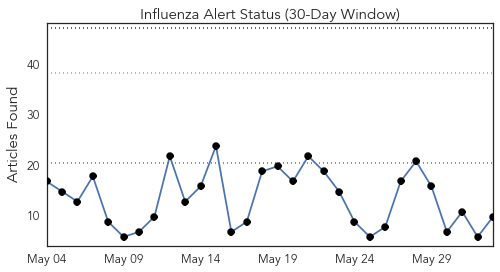 Influenza Alert Status (30-Day Window)
Articles Found
40
30
20
10
May 04 May 09 May 14 May 19 May 24 May 29